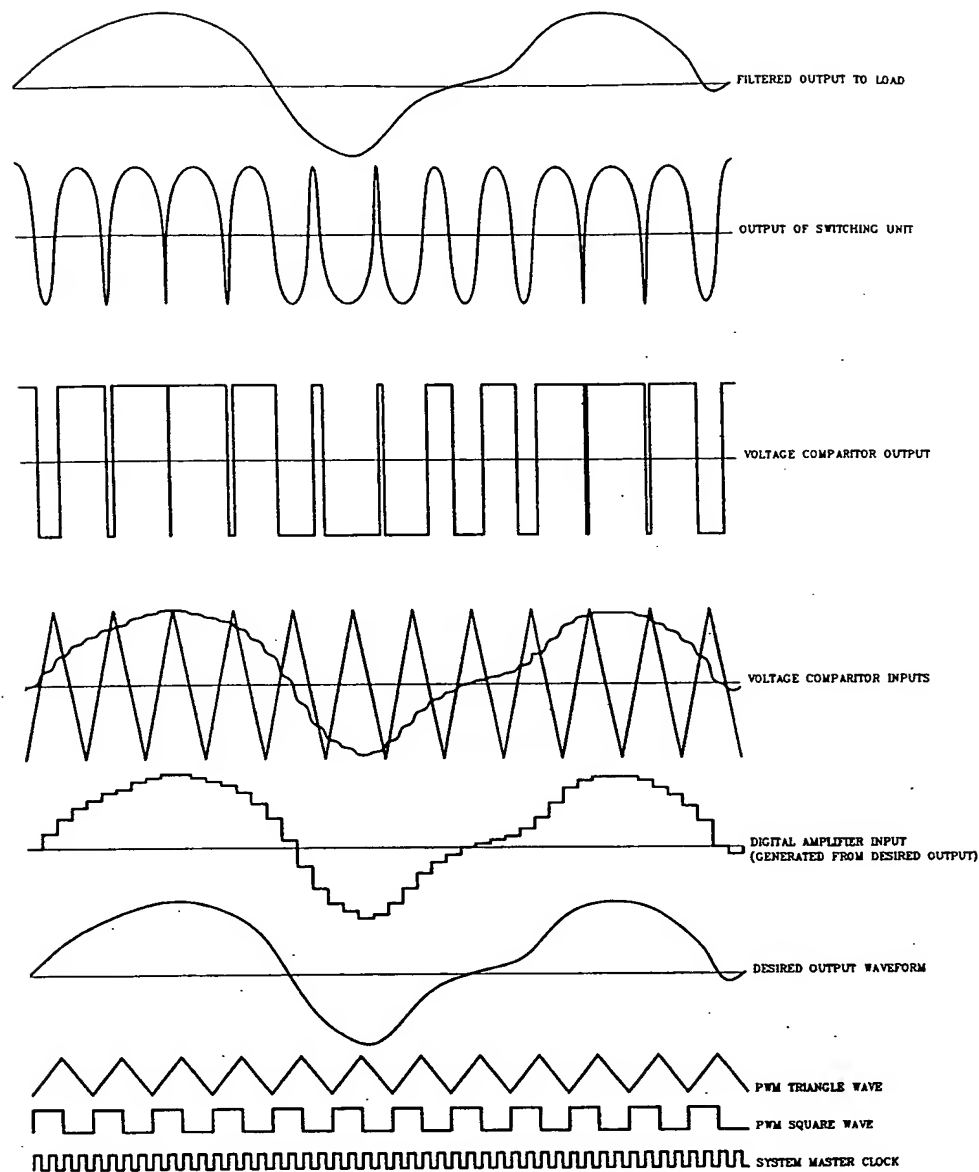 FILTERED OUTPUT TO LOAD
OUTPUT OF SWITCHING UNIT
VOLTAGE COMPARITOR OUTPUT
VOLTAGE COMPARITOR INPUTS
DIGITAL AMPLIFIER INPUT
(GENERATED FROM DESIRED OUTPUT)
DESIRED OUTPUT WAVEFORM
PWM TRIANGLE WAVE
PWM SQUARE WAVE
SYSTEM MASTER CLOCK